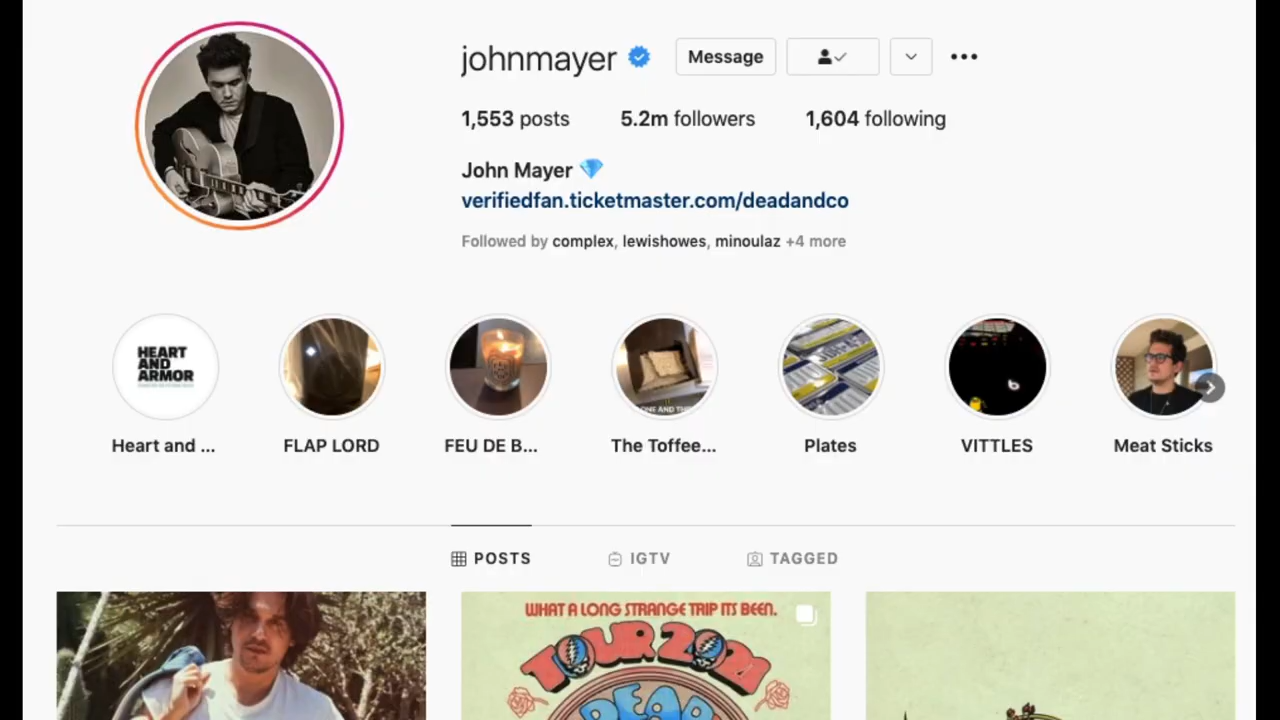 johnmayer
Message
1,553 posts 5.2m followers 1,604 following
John Mayer
verifiedfan.ticketmaster.com/deadandco
Followed by complex, lewishowes, minoulaz +4 more
HEART
AND
ARMOR
Heart and ...
FLAP LORD
FEU DE B...
The Toffee...
Plates
VITTLES
Meat Sticks
POSTS IGTV TAGGED
WHAT A LONG STRANGE TRIP ITS BEEN.
TOUR 2021
DEAD